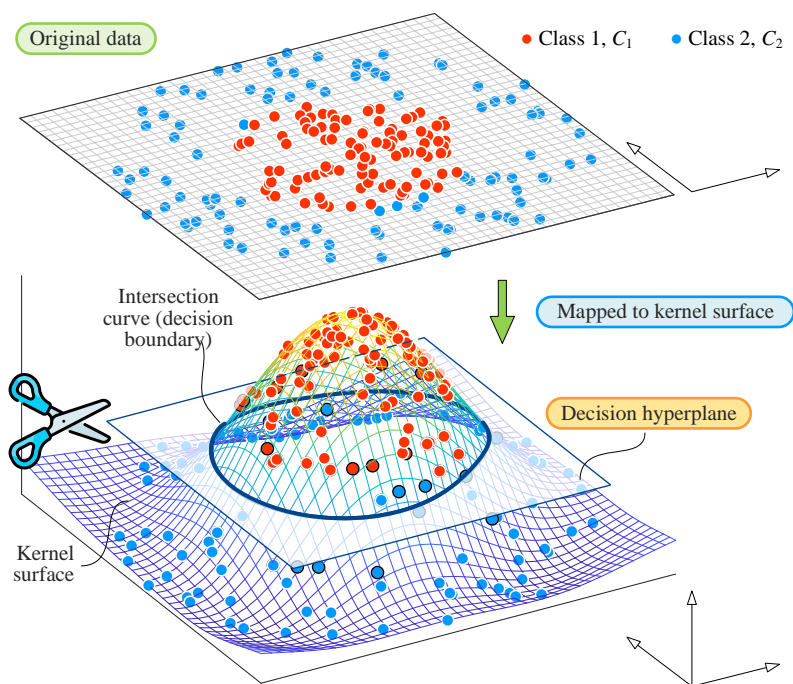 Original data
Class 1, C₁
Class 2, C₂
Intersection
curve (decision
boundary)
Mapped to kernel surface
Decision hyperplane
Kernel
surface